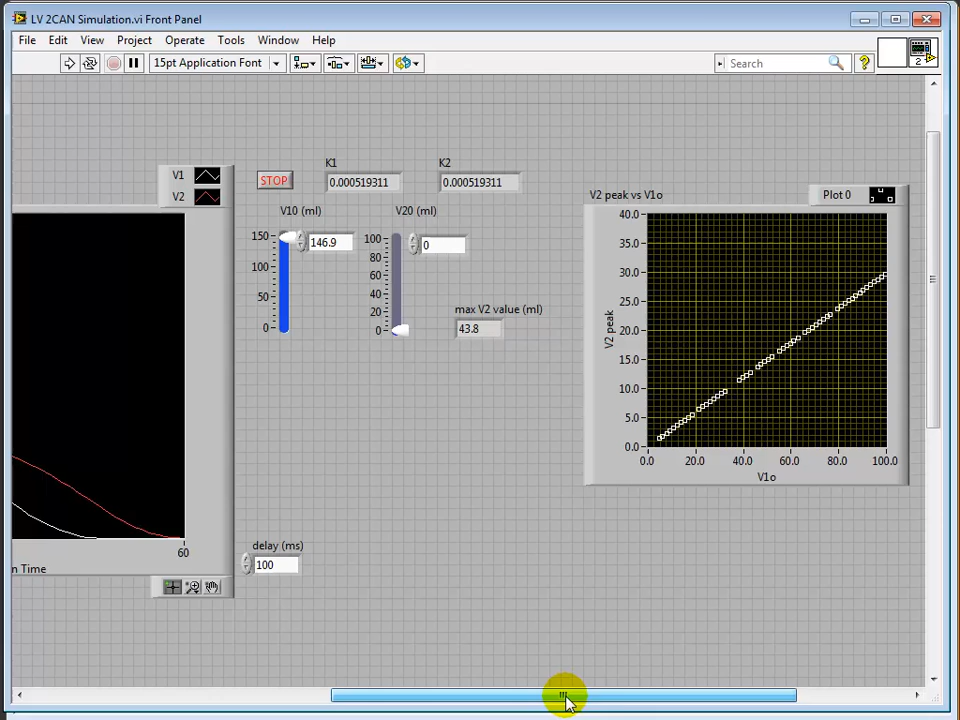 LV 2CAN Simulation.vi Front Panel
File Edit View Project Operate Tools Window Help
15pt Application Font
Search
?
2
V1
V2
STOP
K1
0.000519311
K2
0.000519311
V10 (ml)
150
100
50
0
146.9
V20 (ml)
100
80
60
40
20
0
0
max V2 value (ml)
43.8
V2 peak vs V1o
Plot 0
V2 peak
40.0
35.0
30.0
25.0
20.0
15.0
10.0
5.0
0.0
0.0 20.0 40.0 60.0 80.0 100.0
V1o
60
n Time
delay (ms)
100